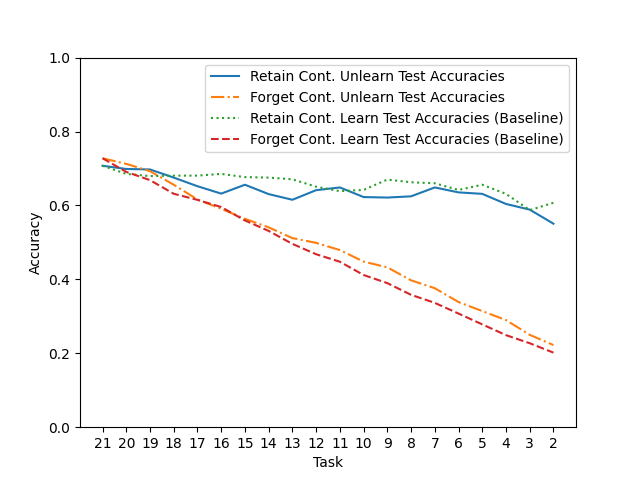 Retain Cont. Unlearn Test Accuracies
Forget Cont. Unlearn Test Accuracies
Retain Cont. Learn Test Accuracies (Baseline)
Forget Cont. Learn Test Accuracies (Baseline)
1.0
0.8
0.6
0.4
0.2
0.0
Accuracy
21 20 19 18 17 16 15 14 13 12 11 10 9 8 7 6 5 4 3 2
Task